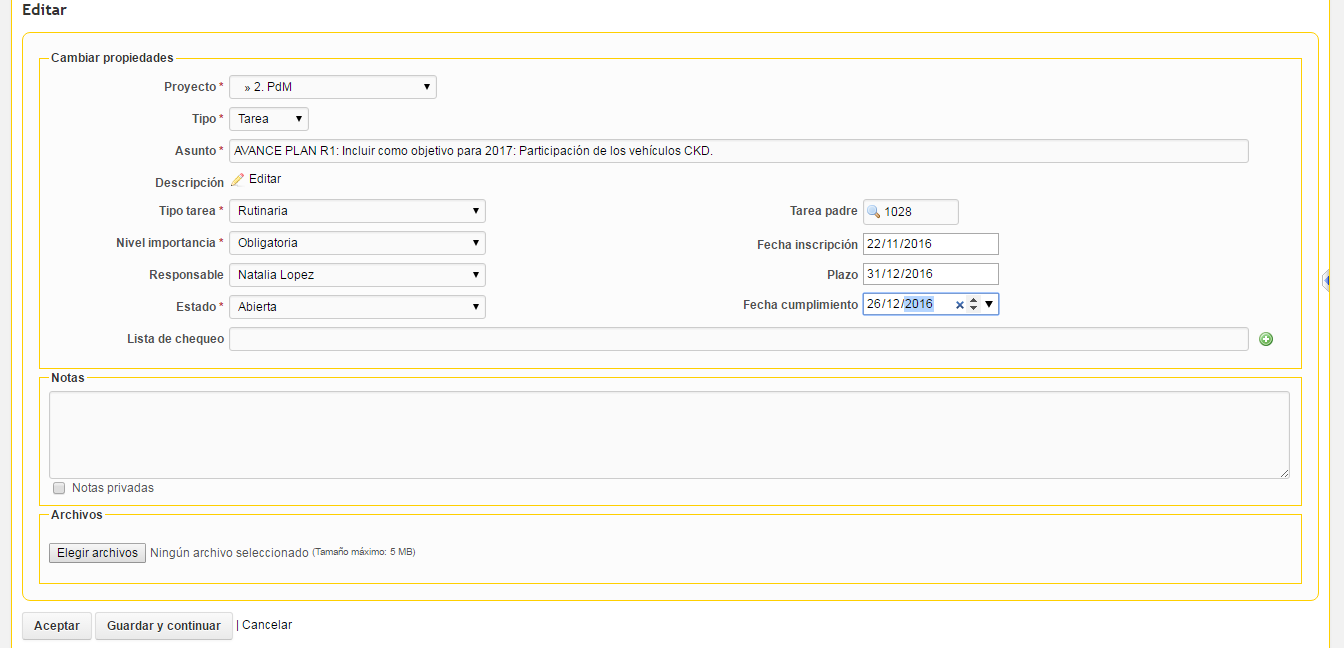 Editar
Cambiar propiedades
Proyecto * » 2. PdM
Tipo * Tarea
Asunto * AVANCE PLAN R1: Incluir como objetivo para 2017: Participación de los vehículos CKD.
Descripción Editar
Tipo tarea * Rutinaria Tarea padre 1028
Nivel importancia * Obligatoria Fecha inscripción 22/11/2016
Responsable Natalia Lopez Plazo 31/12/2016
Estado * Abierta Fecha cumplimiento 26/12/2016
Lista de chequeo
Notas
Notas privadas
Archivos
Elegir archivos Ningún archivo seleccionado (Tamaño máximo: 5 MB)
Aceptar Guardar y continuar | Cancelar